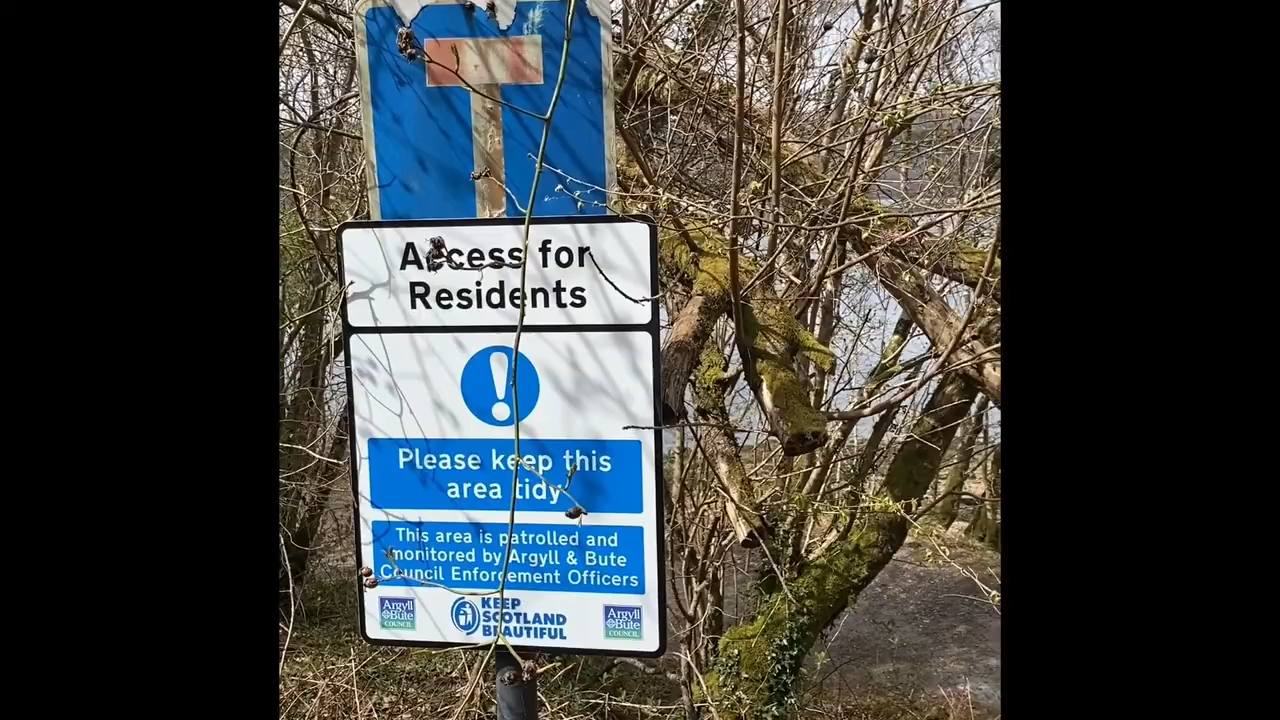 Access for
Residents
Please keep this
area tidy
This area is patrolled and
monitored by Argyll & Bute
Council Enforcement Officers
Argyll
Bute
COUNCIL
KEEP
SCOTLAND
BEAUTIFUL
Argyll
Bute
COUNCIL